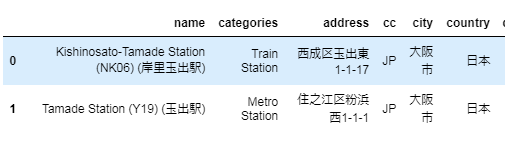 name categories address cc city country
0 Kishinosato-Tamade Station (NK06) (岸里玉出駅) Train Station 西成区玉出東1-1-17 JP 大阪市 日本
1 Tamade Station (Y19) (玉出駅) Metro Station 住之江区粉浜西1-1-1 JP 大阪市 日本